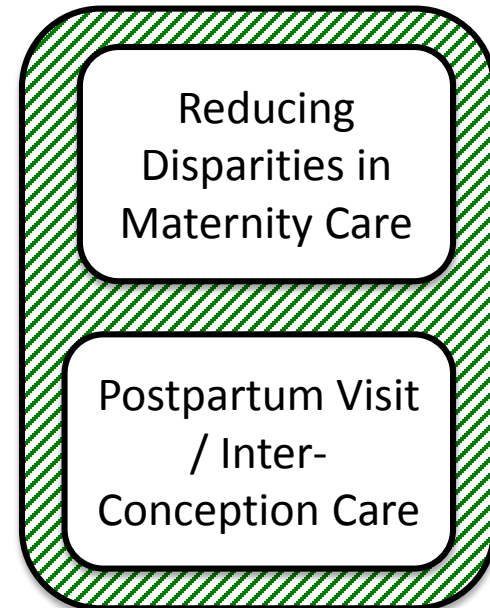 Reducing
Disparities in
Maternity Care
Postpartum Visit
/ Inter-
Conception Care